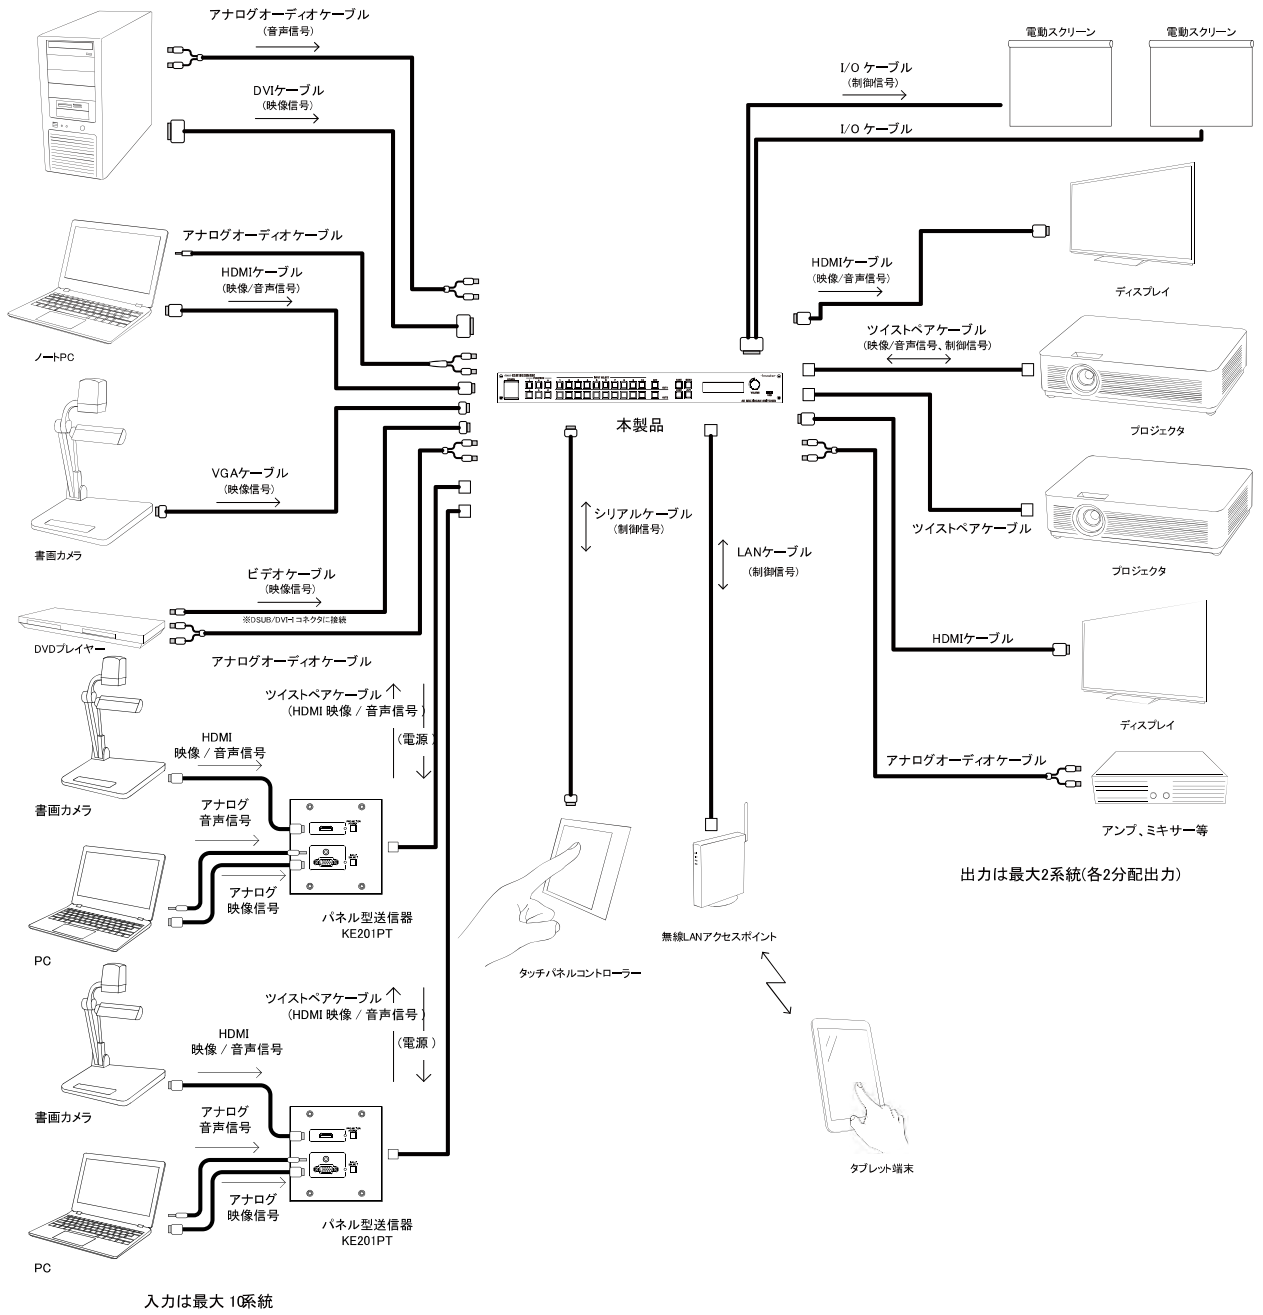 アナログオーディオケーブル
(音声信号)
DVIケーブル
(映像信号)
アナログオーディオケーブル
HDMIケーブル
(映像/音声信号)
ノートPC
VGAケーブル
(映像信号)
書画カメラ
ビデオケーブル
(映像信号)
※DSUB/DVI-Iコネクタに接続
DVDプレイヤー
アナログオーディオケーブル
ツイストペアケーブル
(HDMI 映像 / 音声信号)
(電源)
HDMI
映像 / 音声信号
書画カメラ
アナログ
音声信号
アナログ
映像信号
PC
パネル型送信器
KE201PT
ツイストペアケーブル
(HDMI 映像 / 音声信号)
(電源)
HDMI
映像 / 音声信号
書画カメラ
アナログ
音声信号
アナログ
映像信号
PC
パネル型送信器
KE201PT
入力は最大 10系統
本製品
シリアルケーブル
(制御信号)
LANケーブル
(制御信号)
タッチパネルコントローラー
無線LANアクセスポイント
タブレット端末
電動スクリーン
電動スクリーン
I/O ケーブル
(制御信号)
I/O ケーブル
HDMIケーブル
(映像/音声信号)
ディスプレイ
ツイストペアケーブル
(映像/音声信号、制御信号)
プロジェクタ
ツイストペアケーブル
プロジェクタ
HDMIケーブル
ディスプレイ
アナログオーディオケーブル
アンプ、ミキサー等
出力は最大2系統(各2分配出力)